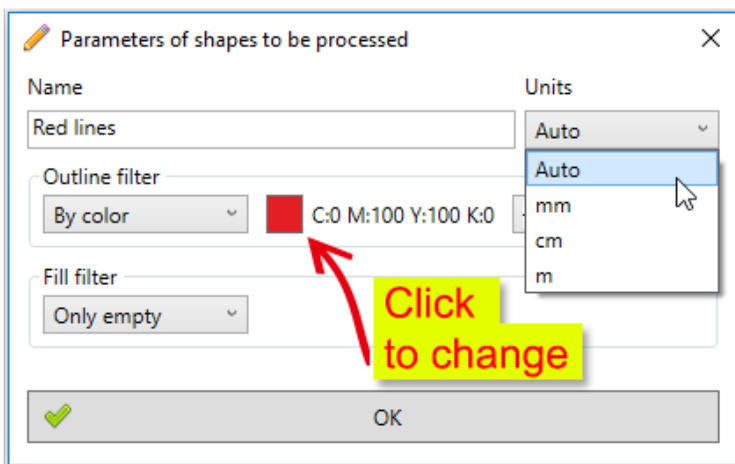 Parameters of shapes to be processed
Name
Units
Red lines
Auto
Auto
mm
cm
m
Outline filter
By color
C:0 M:100 Y:100 K:0
Fill filter
Only empty
Click
to change
OK